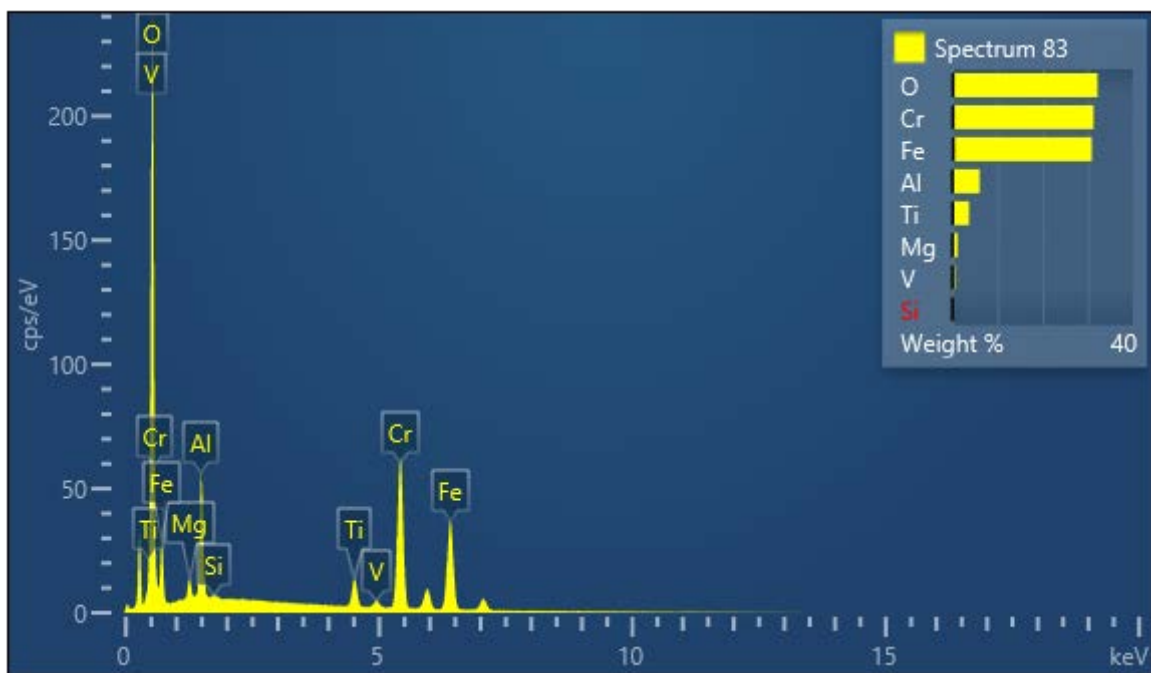 O
V
200
150
100
50
0
cps/eV
Cr
Al
Fe
Ti
Mg
Si
Ti
V
Cr
Fe
0
5
10
15
keV
Spectrum 83
O
Cr
Fe
Al
Ti
Mg
V
Si
Weight % 40